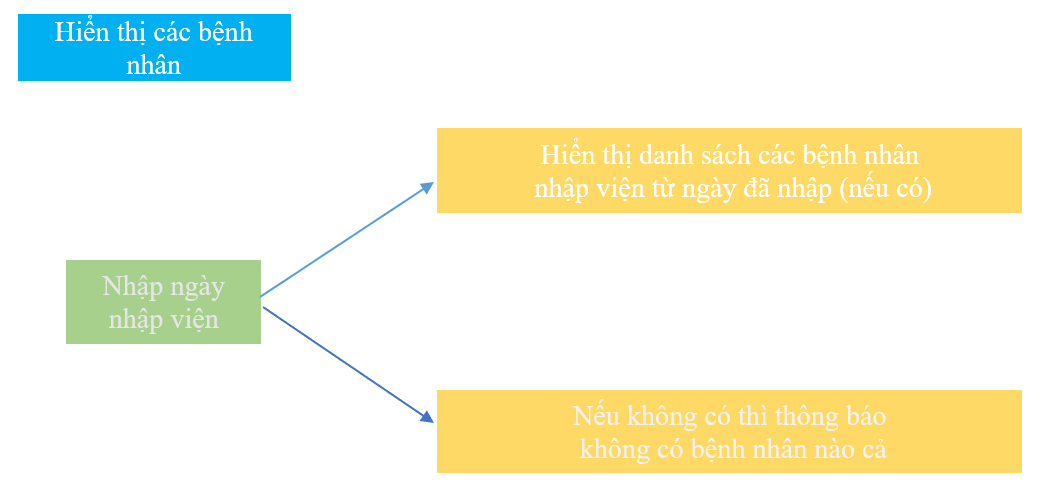 Hiển thị các bệnh
nhân
Hiển thị danh sách các bệnh nhân
nhập viện từ ngày đã nhập (nếu có)
Nhập ngày
nhập viện
Nếu không có thì thông báo
không có bệnh nhân nào cả